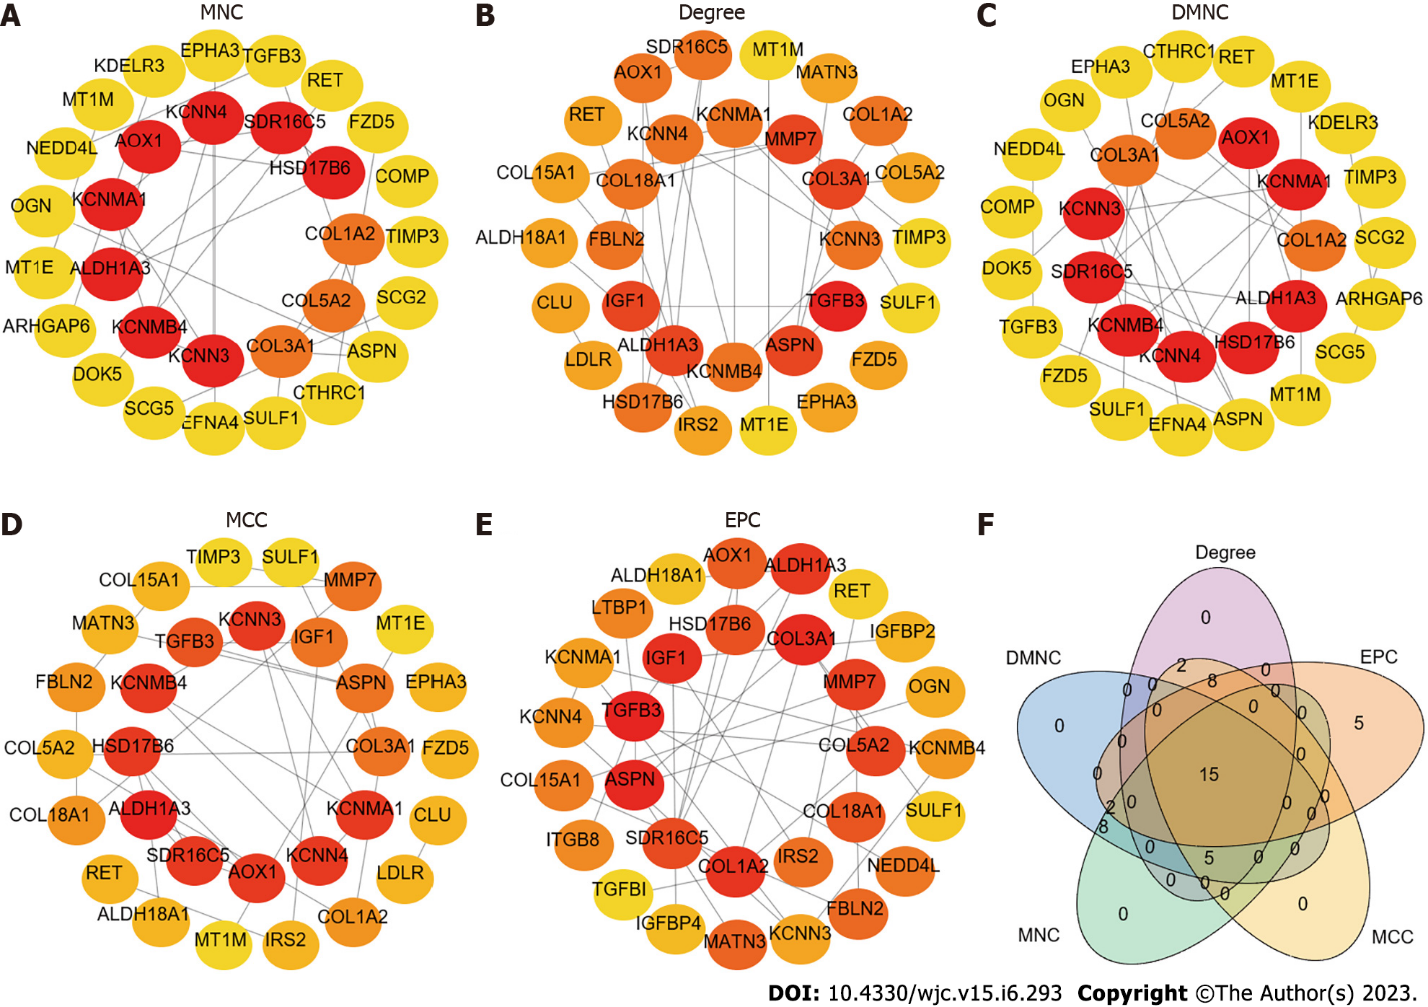 A
MNC
EPHA3
TGFB3
KDELR3
RET
MT1M
KCNN4
SDR16C5
FZD5
AOX1
NEDD4L
HSD17B6
COMP
OGN
KCNMA1
COL1A2
TIMP3
MT1E
ALDH1A3
COL5A2
SCG2
ARHGAP6
KCNMB4
KCNN3
COL3A1
ASPN
DOK5
CTHRC1
SCG5
EFNA4
SULF1
B
Degree
SDR16C5
MT1M
AOX1
MATN3
RET
KCNN4
KCNMA1
MMP7
COL1A2
COL15A1
COL18A1
COL3A1
COL5A2
ALDH18A1
FBLN2
KCNN3
TIMP3
CLU
IGF1
TGFB3
SULF1
LDLR
ALDH1A3
KCNMB4
ASPN
FZD5
HSD17B6
IRS2
MT1E
EPHA3
C
DMNC
CTHRC1
RET
EPHA3
MT1E
OGN
COL5A2
AOX1
KDELR3
NEDD4L
COL3A1
KCNMA1
TIMP3
COMP
KCNN3
COL1A2
SCG2
DOK5
SDR16C5
ALDH1A3
ARHGAP6
TGFB3
KCNMB4
KCNN4
HSD17B6
SCG5
FZD5
SULF1
EFNA4
ASPN
MT1M
D
MCC
TIMP3
SULF1
COL15A1
MMP7
MATN3
TGFB3
KCNN3
IGF1
MT1E
FBLN2
KCNMB4
ASPN
EPHA3
COL5A2
HSD17B6
COL3A1
FZD5
COL18A1
ALDH1A3
KCNMA1
CLU
SDR16C5
AOX1
KCNN4
RET
LDLR
ALDH18A1
MT1M
IRS2
COL1A2
E
EPC
AOX1
ALDH1A3
ALDH18A1
RET
LTBP1
HSD17B6
COL3A1
IGFBP2
KCNMA1
IGF1
MMP7
OGN
KCNN4
TGFB3
COL5A2
KCNMB4
COL15A1
ASPN
COL18A1
SULF1
ITGB8
SDR16C5
COL1A2
IRS2
NEDD4L
TGFBI
FBLN2
IGFBP4
MATN3
KCNN3
F
Degree
0
DMNC
EPC
2
8
0
0
0
0
0
0
0
0
0
5
0
0
15
0
0
2
0
0
0
8
0
5
0
0
0
0
0
0
0
MNC
MCC
DOI: 10.4330/wjc.v15.i6.293 Copyright ©The Author(s) 2023.